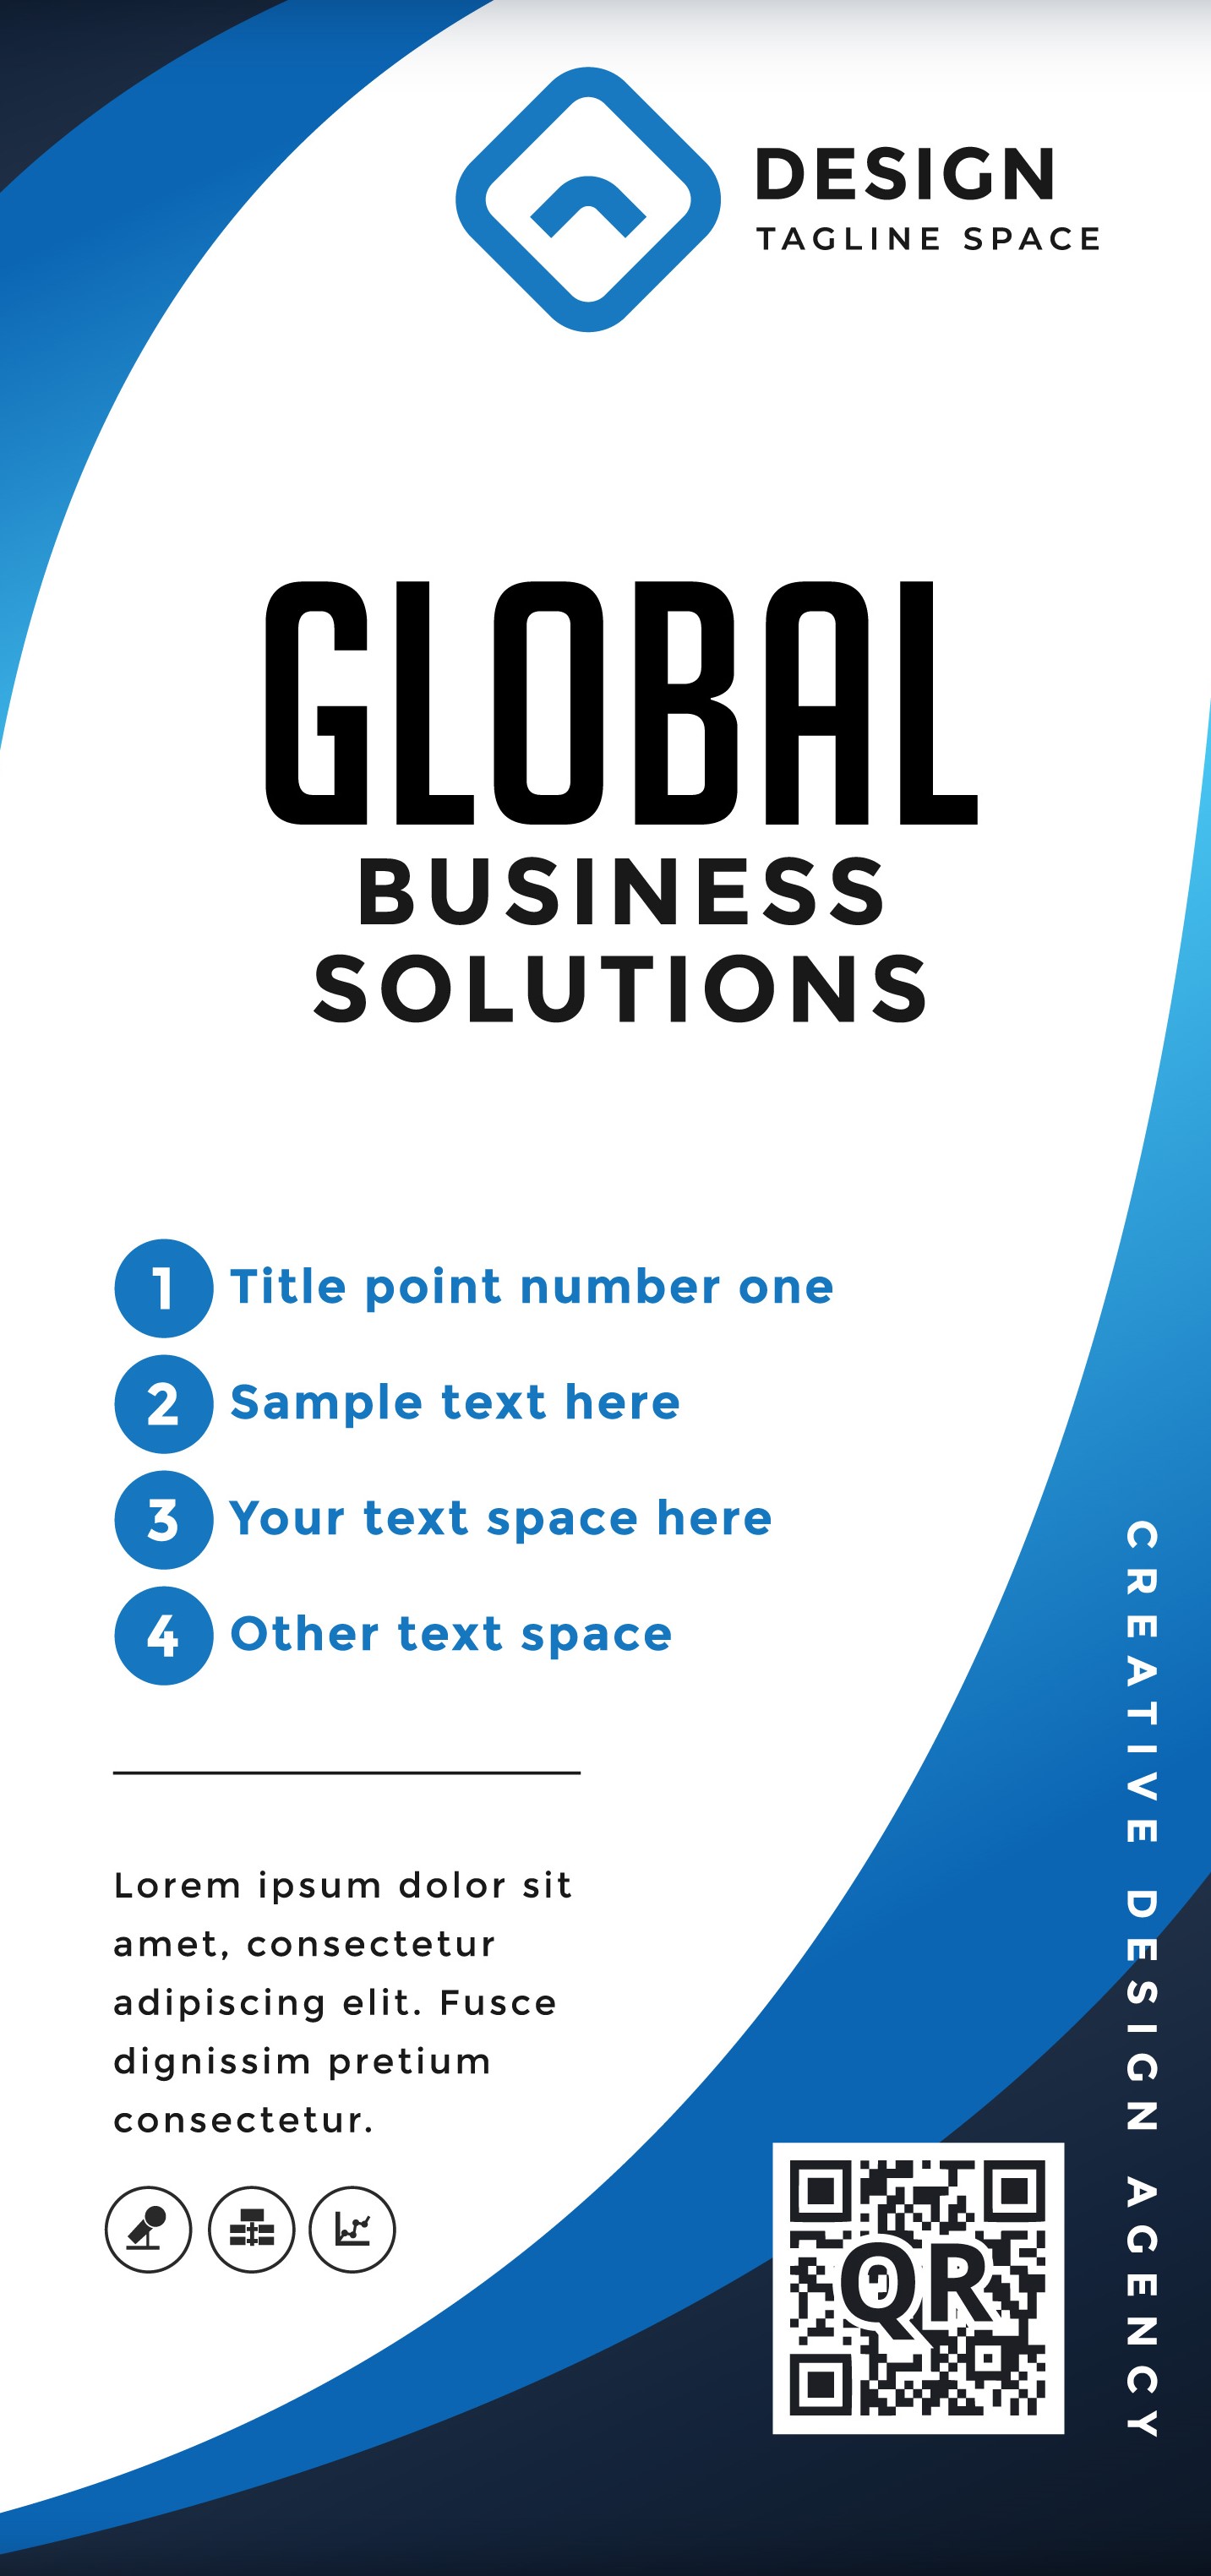 DESIGN
TAGLINE SPACE
GLOBAL
BUSINESS
SOLUTIONS
1 Title point number one
2 Sample text here
3 Your text space here
4 Other text space
Lorem ipsum dolor sit
amet, consectetur
adipiscing elit. Fusce
dignissim pretium
consectetur.
QR
CREATIVE DESIGN AGENCY